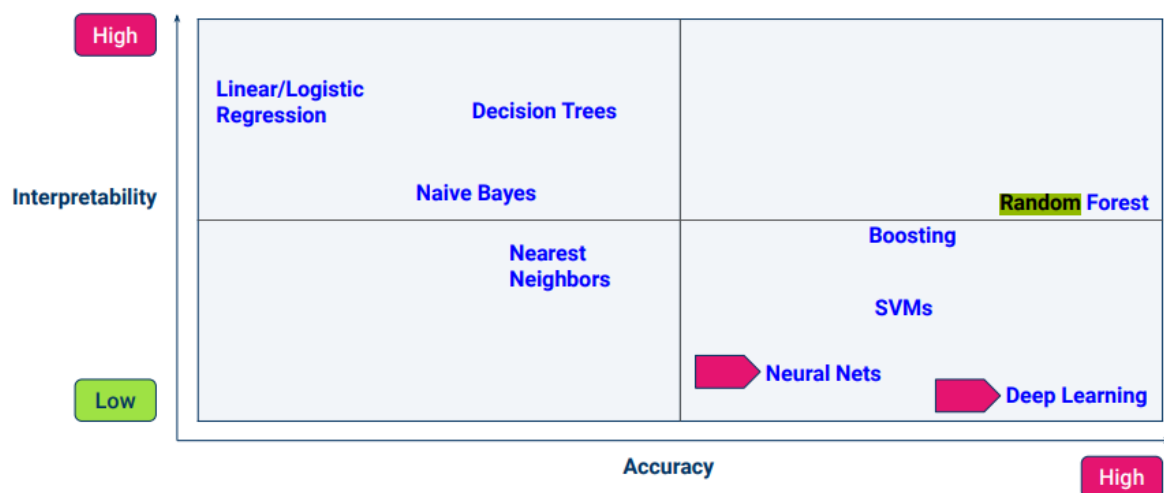 High
Linear/Logistic
Regression
Decision Trees
Interpretability
Naive Bayes
Random Forest
Boosting
Nearest
Neighbors
SVMs
Neural Nets
Low
Deep Learning
Accuracy
High